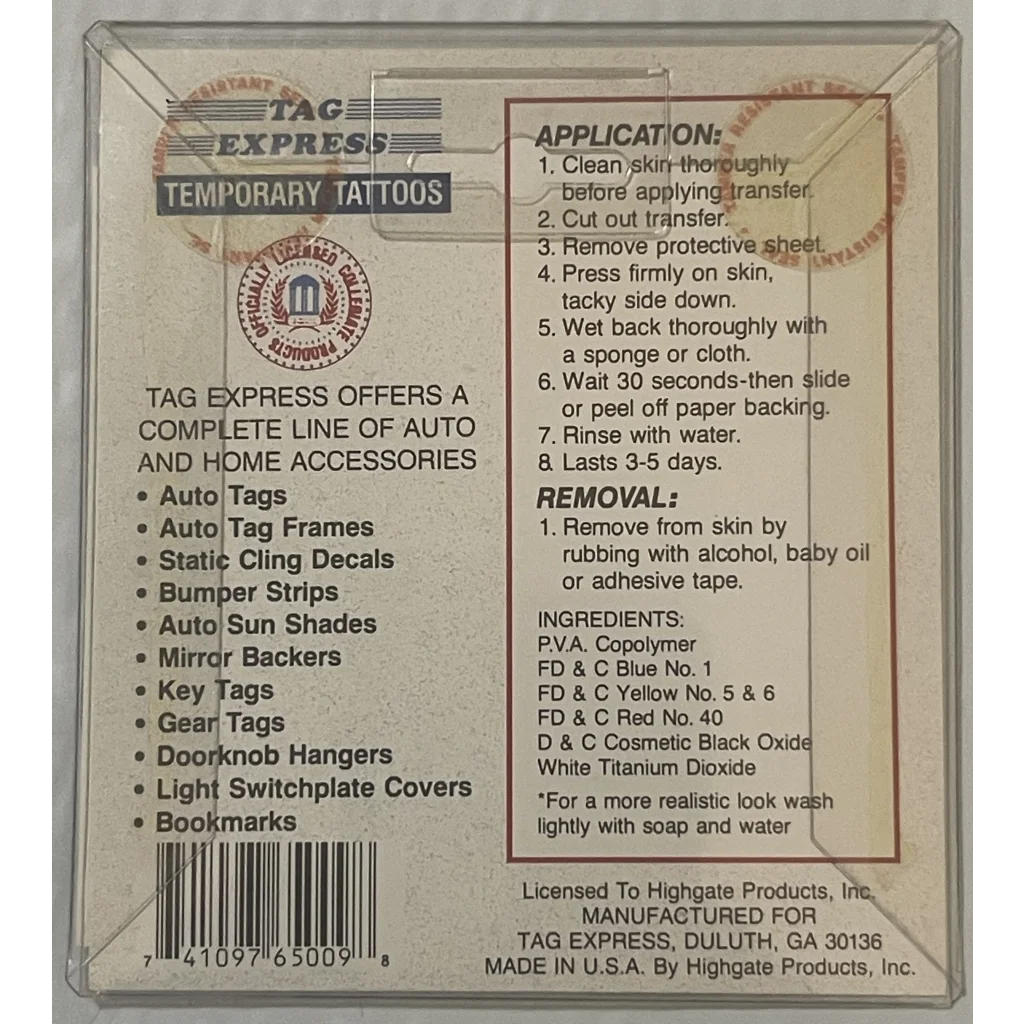 TAG
EXPRESS
TEMPORARY TATTOOS
OFFICIALLY LICENSED COLLEGIATE PRODUCTS
TAG EXPRESS OFFERS A
COMPLETE LINE OF AUTO
AND HOME ACCESSORIES
• Auto Tags
• Auto Tag Frames
• Static Cling Decals
• Bumper Strips
• Auto Sun Shades
• Mirror Backers
• Key Tags
• Gear Tags
• Doorknob Hangers
• Light Switchplate Covers
• Bookmarks
7 41097 65009 8
APPLICATION:
1. Clean skin thoroughly
before applying transfer.
2. Cut out transfer.
3. Remove protective sheet.
4. Press firmly on skin,
tacky side down.
5. Wet back thoroughly with
a sponge or cloth.
6. Wait 30 seconds-then slide
or peel off paper backing.
7. Rinse with water.
8. Lasts 3-5 days.
REMOVAL:
1. Remove from skin by
rubbing with alcohol, baby oil
or adhesive tape.
INGREDIENTS:
P.V.A. Copolymer
FD & C Blue No. 1
FD & C Yellow No. 5 & 6
FD & C Red No. 40
D & C Cosmetic Black Oxide
White Titanium Dioxide
*For a more realistic look wash
lightly with soap and water
Licensed To Highgate Products, Inc.
MANUFACTURED FOR
TAG EXPRESS, DULUTH, GA 30136
MADE IN U.S.A. By Highgate Products, Inc.
TAMPER RESISTANT SEAL